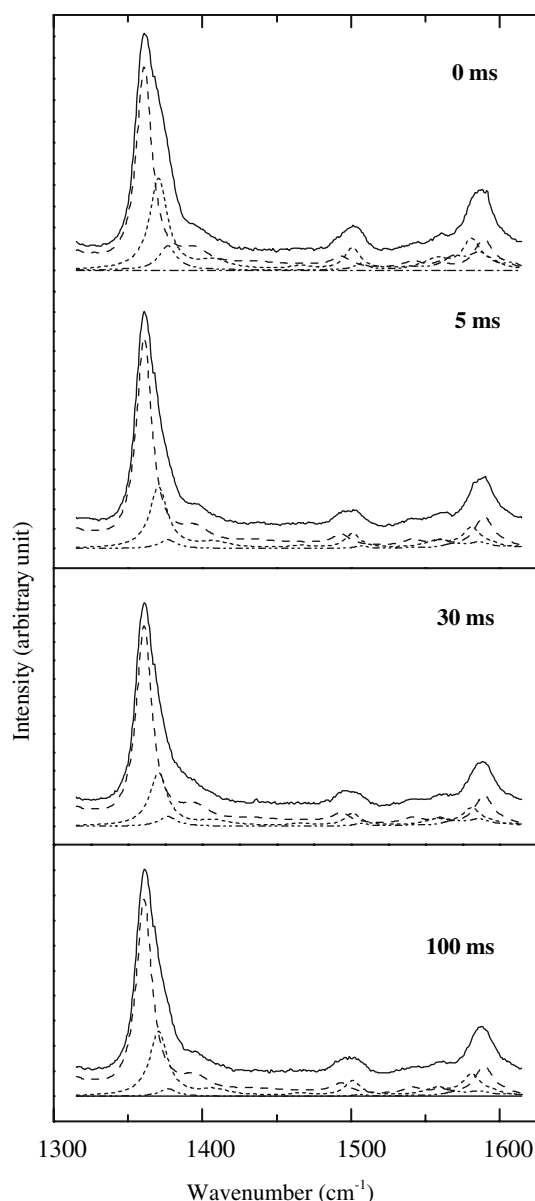 0 ms
5 ms
30 ms
100 ms
Intensity (arbitrary unit)
1300 1400 1500 1600
Wavenumber (cm⁻¹)